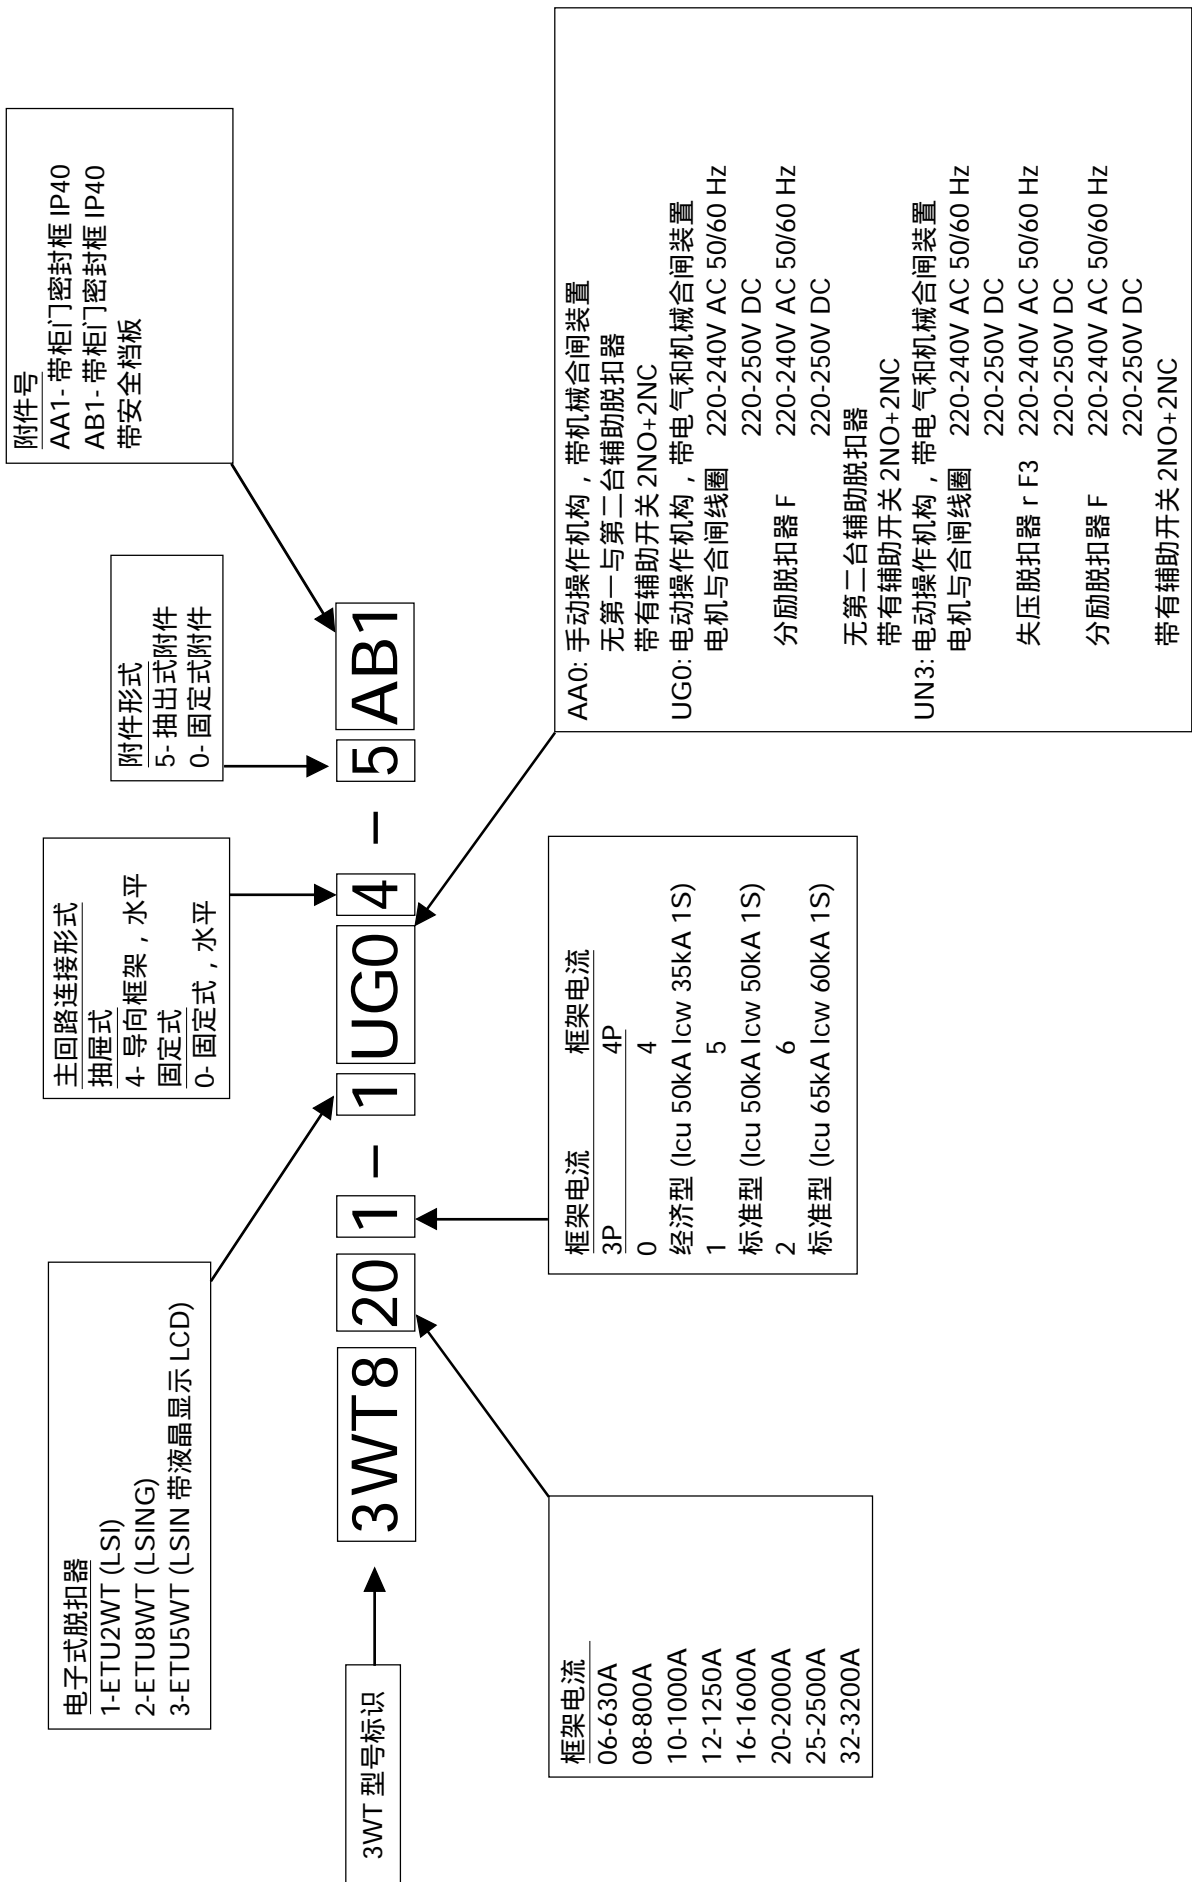 附件号
AA1- 带柜门密封框 IP40
AB1- 带柜门密封框 IP40
带安全档板
附件形式
5- 抽出式附件
0- 固定式附件
主回路连接形式
抽屉式
4- 导向框架，水平
固定式
0- 固定式，水平
电子式脱扣器
1-ETU2WT (LSI)
2-ETU8WT (LSING)
3-ETU5WT (LSIN 带液晶显示 LCD)
3WT 型号标识
3WT8 20 1 – 1 UG0 4 – 5 AB1
框架电流
06-630A
08-800A
10-1000A
12-1250A
16-1600A
20-2000A
25-2500A
32-3200A
框架电流 框架电流
3P 4P
0 4
经济型 (Icu 50kA Icw 35kA 1S)
1 5
标准型 (Icu 50kA Icw 50kA 1S)
2 6
标准型 (Icu 65kA Icw 60kA 1S)
AA0: 手动操作机构，带机械合闸装置
无第一与第二台辅助脱扣器
带有辅助开关 2NO+2NC
UG0: 电动操作机构，带电气和机械合闸装置
电机与合闸线圈 220-240V AC 50/60 Hz
220-250V DC
分励脱扣器 F 220-240V AC 50/60 Hz
220-250V DC
无第二台辅助脱扣器
带有辅助开关 2NO+2NC
UN3: 电动操作机构，带电气和机械合闸装置
电机与合闸线圈 220-240V AC 50/60 Hz
220-250V DC
失压脱扣器 r F3 220-240V AC 50/60 Hz
220-250V DC
分励脱扣器 F 220-240V AC 50/60 Hz
220-250V DC
带有辅助开关 2NO+2NC